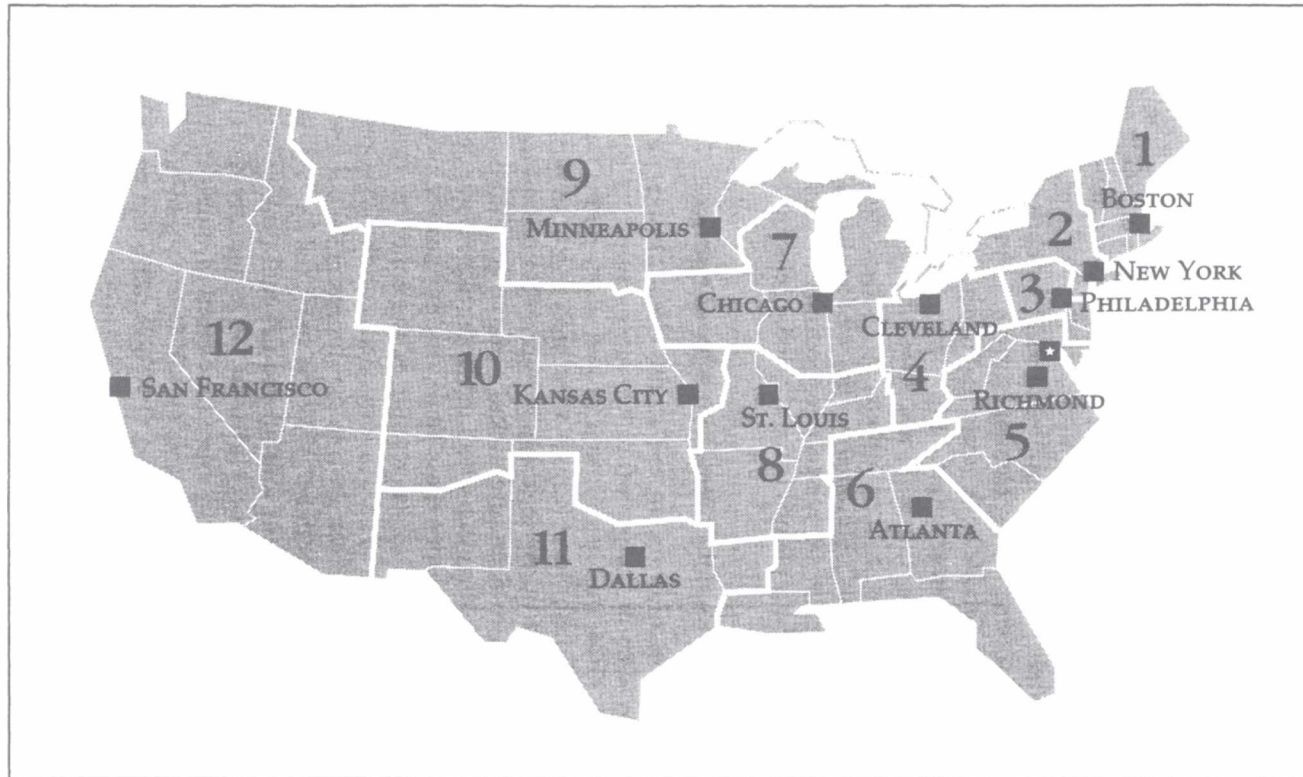 1
BOSTON
9
MINNEAPOLIS
2
7
NEW YORK
3
PHILADELPHIA
CHICAGO
CLEVELAND
12
10
4
SAN FRANCISCO
KANSAS CITY
ST. LOUIS
RICHMOND
5
8
6
ATLANTA
11
DALLAS